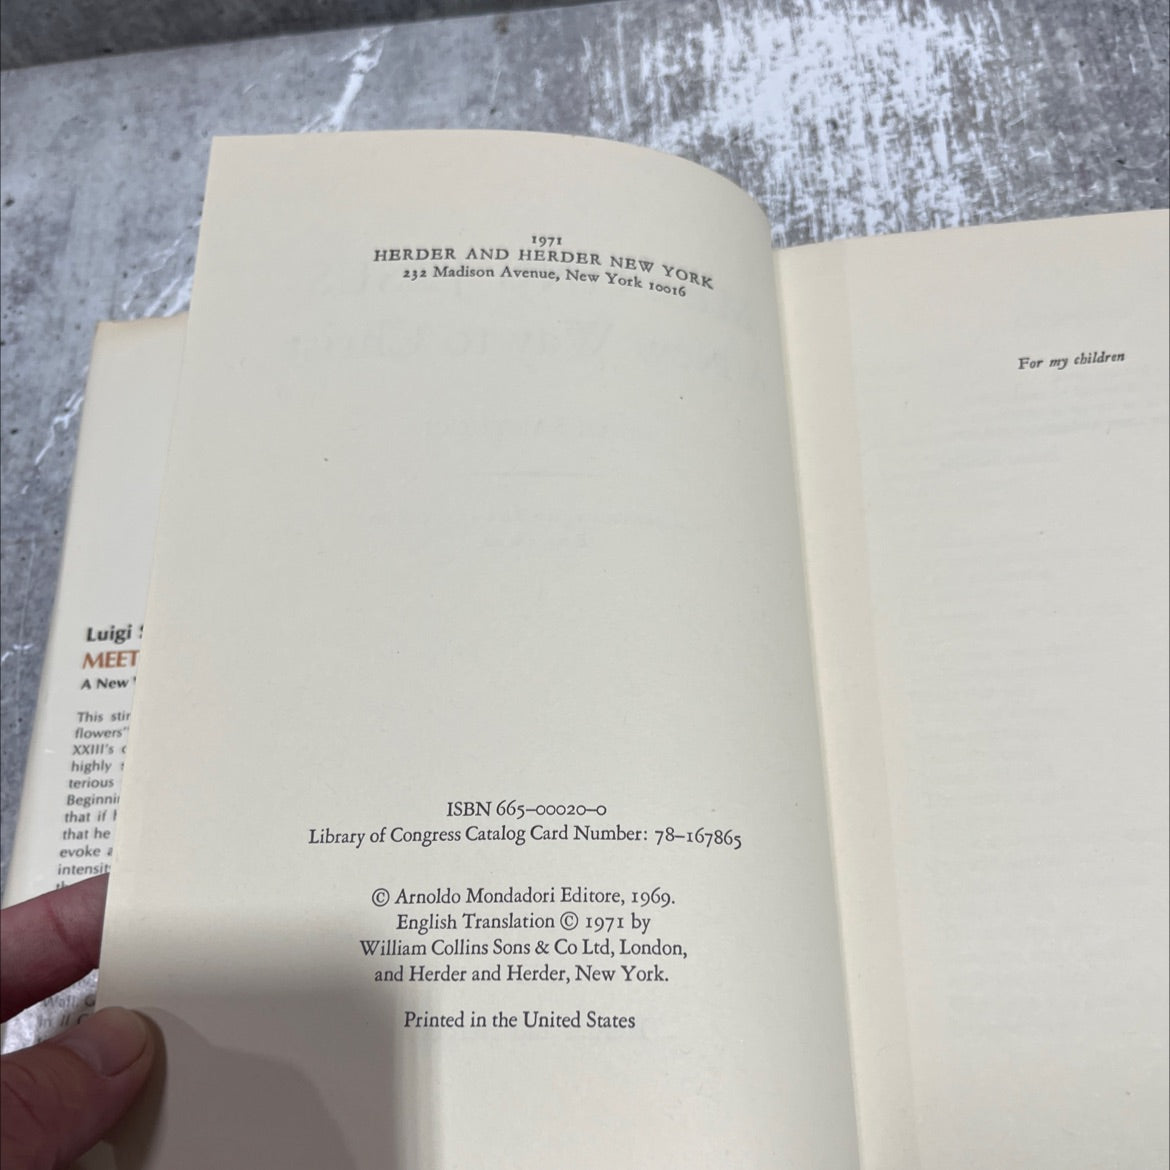 1971
HERDER AND HERDER NEW YORK
232 Madison Avenue, New York 10016
ISBN 665–00020–0
Library of Congress Catalog Card Number: 78–167865
© Arnoldo Mondadori Editore, 1969.
English Translation © 1971 by
William Collins Sons & Co Ltd, London,
and Herder and Herder, New York.
Printed in the United States
For my children
Luigi
MEET
A New
This stir
flowers"
XXIII's
highly
terious
Beginni
that if
that he
evoke
intensit